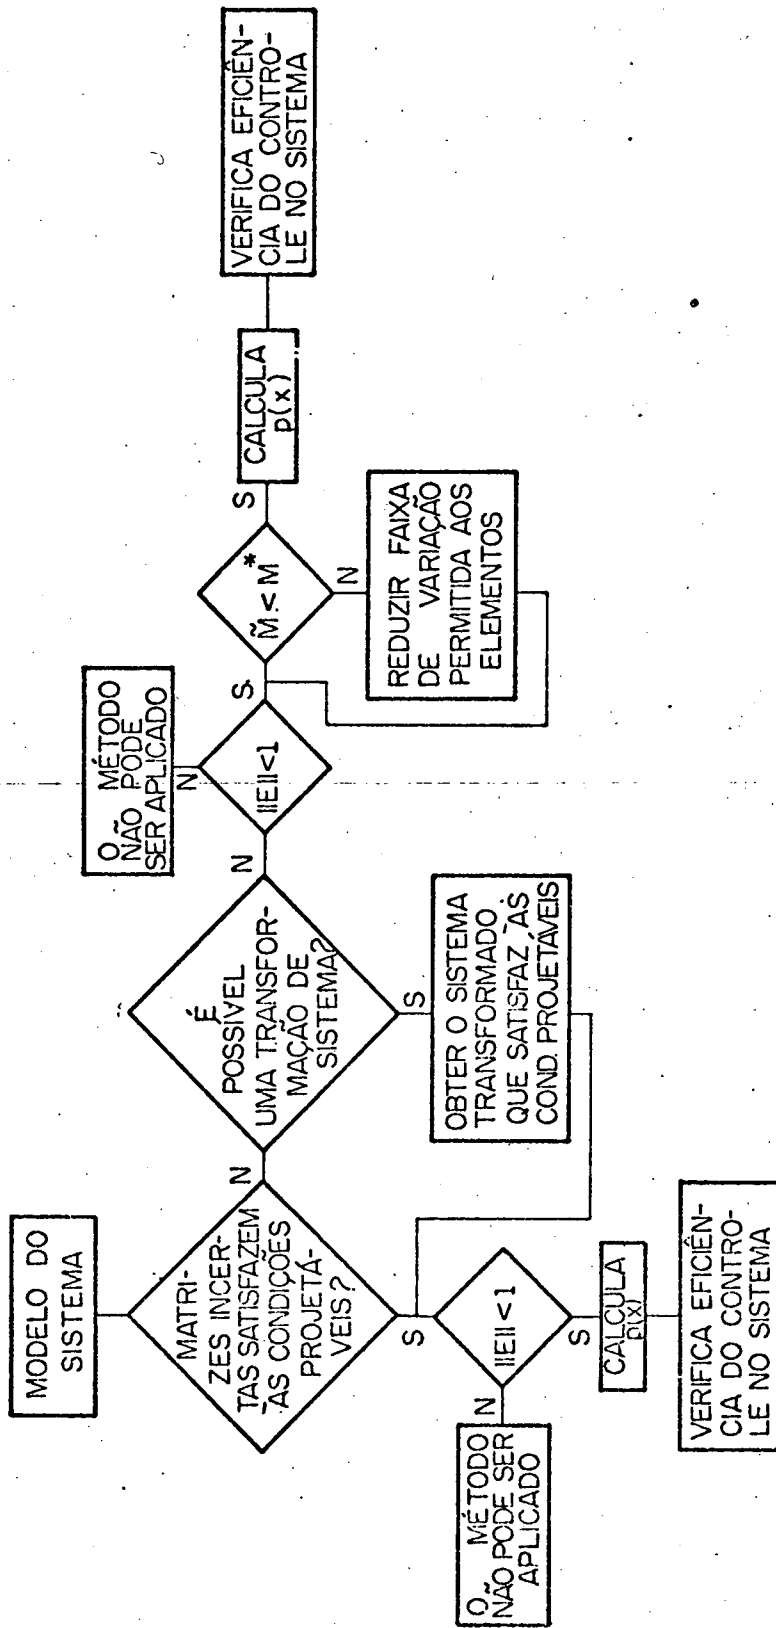 MODELO DO
SISTEMA
MATRI-
ZES INCER-
TAS SATISFAZEM
ÀS CONDIÇÕES
PROJETÁ-
VEIS?
N
S
É
POSSÍVEL
UMA TRANSFOR-
MAÇÃO DE
SISTEMA?
N
S
OBTER O SISTEMA
TRANSFORMADO
QUE SATISFAZ ÀS
COND. PROJETÁVEIS
||E||<1
N
S
O MÉTODO
NÃO PODE
SER APLICADO
M̃ < M*
S
N
REDUZIR FAIXA
DE VARIAÇÃO
PERMITIDA AOS
ELEMENTOS
CALCULA
p(x)
VERIFICA EFICIÊN-
CIA DO CONTRO-
LE NO SISTEMA
||E||<1
N
S
O MÉTODO
NÃO PODE SER
APLICADO
CALCULA
p(x)
VERIFICA EFICIÊN-
CIA DO CONTRO-
LE NO SISTEMA